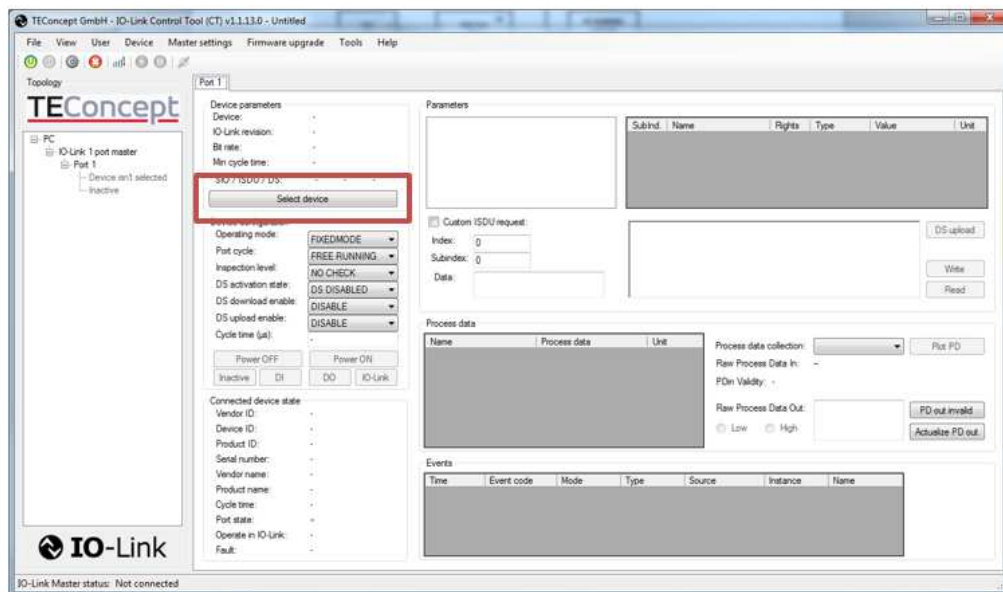 TEConcept GmbH - IO-Link Control Tool (CT) v1.1.13.0 - Untitled
File View User Device Master settings Firmware upgrade Tools Help
Topology
TEConcept
PC
IO-Link 1 port master
Port 1
Device isn't selected
Inactive
IO-Link
Port 1
Device parameters
Device: -
IO-Link revision: -
Bit rate: -
Min cycle time: -
SIO / ISDU / DS: - - -
Select device
Operating mode: FIXEDMODE
Port cycle: FREE RUNNING
Inspection level: NO CHECK
DS activation state: DS DISABLED
DS download enable: DISABLE
DS upload enable: DISABLE
Cycle time (µs): -
Power OFF Power ON
Inactive DI DO IO-Link
Connected device state
Vendor ID: -
Device ID: -
Product ID: -
Serial number: -
Vendor name: -
Product name: -
Cycle time: -
Port state: -
Operate in IO-Link: -
Fault: -
Parameters
SubInd. Name Rights Type Value Unit
Custom ISDU request:
Index: 0
Subindex: 0
Data:
DS upload
Write
Read
Process data
Name Process data Unit
Process data collection: Plot PD
Raw Process Data In: -
PDin Validity: -
Raw Process Data Out: PD out invalid
Low High Actualize PD out
Events
Time Event code Mode Type Source Instance Name
IO-Link Master status: Not connected